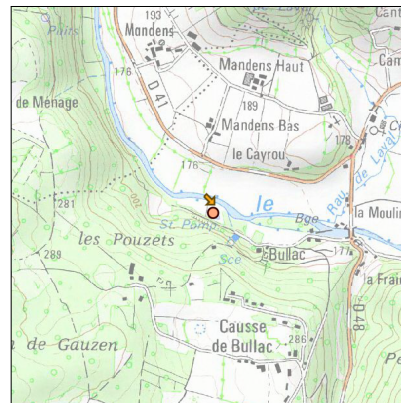 193
Mandens
176
D 41
Mandens Haut
189
Mandens Bas
le Cayrou
de Ménage
178
Rau. de Laval
176
le
281
St. Pomp.
Bge
la Moulin
les Pouzets
Sce
Bullac
177
289
la Frai
D 48
Causse
de Bullac
286
de Gauzen